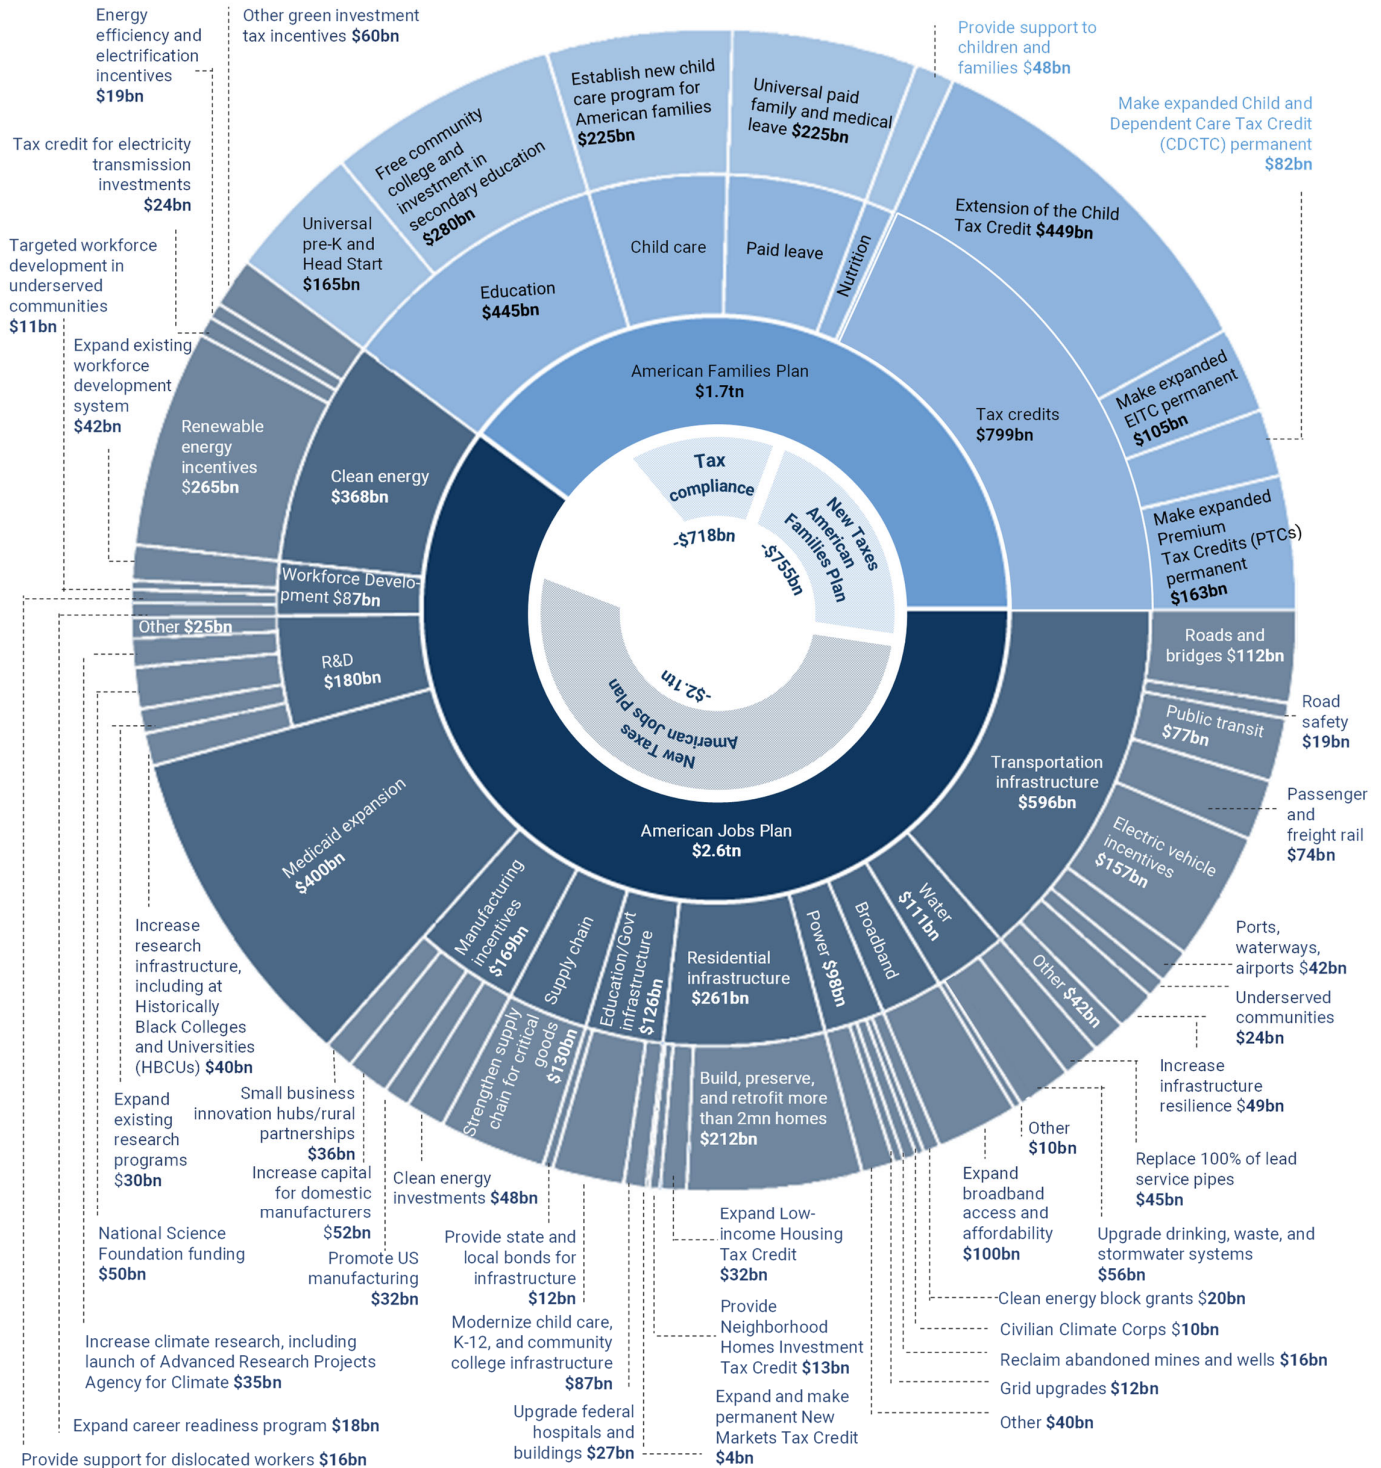 Energy
efficiency and
electrification
incentives
$19bn
Other green investment
tax incentives $60bn
Provide support to
children and
families $48bn
Make expanded Child and
Dependent Care Tax Credit
(CDCTC) permanent
$82bn
Tax credit for electricity
transmission
investments
$24bn
Targeted workforce
development in
underserved
communities
$11bn
Expand existing
workforce
development
system
$42bn
Universal
pre-K and
Head Start
$165bn
Free community
college and
investment in
secondary education
$280bn
Establish new child
care program for
American families
$225bn
Universal paid
family and medical
leave $225bn
Extension of the Child
Tax Credit $449bn
Make expanded
EITC permanent
$105bn
Make expanded
Premium
Tax Credits (PTCs)
permanent
$163bn
Education
$445bn
Child care
Paid leave
Nutrition
Tax credits
$799bn
American Families Plan
$1.7tn
Tax
compliance
-$718bn
New Taxes
American
Families Plan
-$755bn
-$2.1tn
New Taxes
American Jobs Plan
American Jobs Plan
$2.6tn
Renewable
energy
incentives
$265bn
Clean energy
$368bn
Workforce Develo-
pment $87bn
Other $25bn
R&D
$180bn
Medicaid expansion
$400bn
Manufacturing
incentives
$169bn
Supply chain
Strengthen supply
chain for critical
goods
$130bn
Education/Govt
infrastructure
$126bn
Residential
infrastructure
$261bn
Build, preserve,
and retrofit more
than 2mn homes
$212bn
Power $98bn
Broadband
Water
$111bn
Transportation
infrastructure
$596bn
Roads and
bridges $112bn
Public transit
$77bn
Electric vehicle
incentives
$157bn
Other $42bn
Road
safety
$19bn
Passenger
and
freight rail
$74bn
Ports,
waterways,
airports $42bn
Underserved
communities
$24bn
Increase
infrastructure
resilience $49bn
Replace 100% of lead
service pipes
$45bn
Upgrade drinking, waste, and
stormwater systems
$56bn
Other
$10bn
Expand
broadband
access and
affordability
$100bn
Clean energy block grants $20bn
Civilian Climate Corps $10bn
Reclaim abandoned mines and wells $16bn
Grid upgrades $12bn
Other $40bn
Expand Low-
income Housing
Tax Credit
$32bn
Provide
Neighborhood
Homes Investment
Tax Credit $13bn
Expand and make
permanent New
Markets Tax Credit
$4bn
Upgrade federal
hospitals and
buildings $27bn
Modernize child care,
K-12, and community
college infrastructure
$87bn
Provide state and
local bonds for
infrastructure
$12bn
Clean energy
investments $48bn
Promote US
manufacturing
$32bn
Increase capital
for domestic
manufacturers
$52bn
Small business
innovation hubs/rural
partnerships
$36bn
Increase
research
infrastructure,
including at
Historically
Black Colleges
and Universities
(HBCUs) $40bn
Expand
existing
research
programs
$30bn
National Science
Foundation funding
$50bn
Increase climate research, including
launch of Advanced Research Projects
Agency for Climate $35bn
Expand career readiness program $18bn
Provide support for dislocated workers $16bn